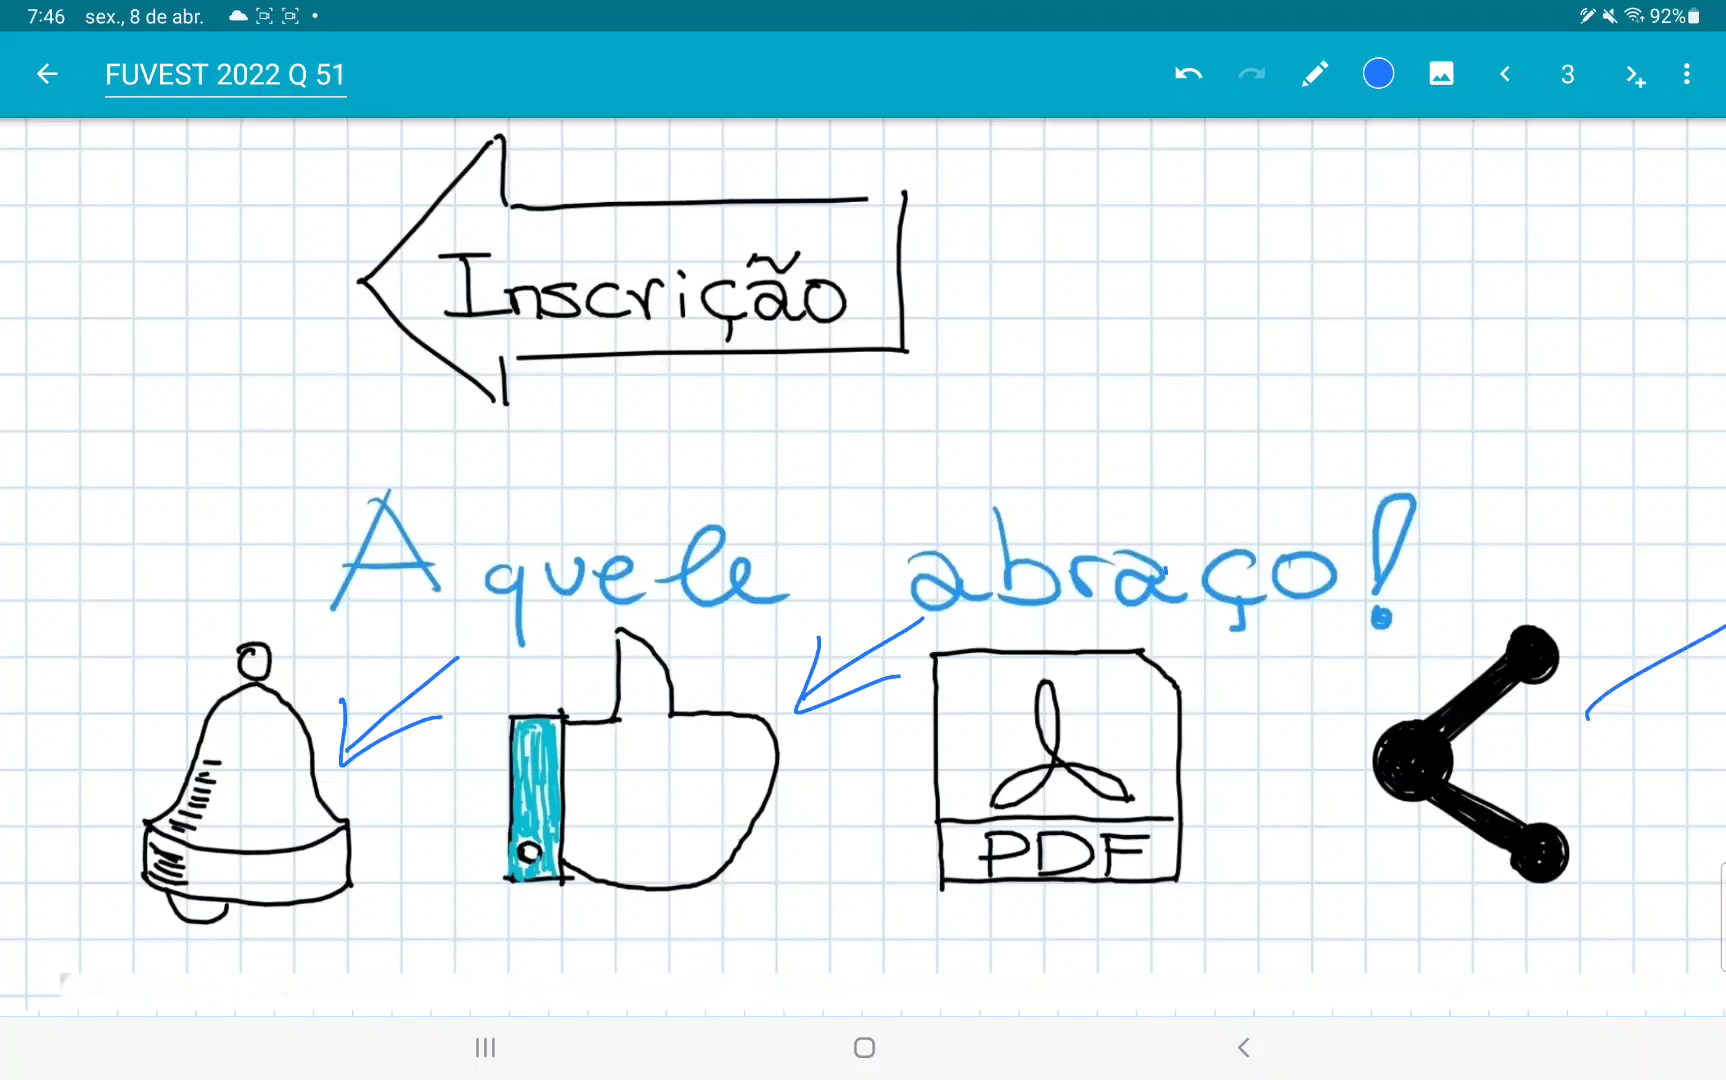 7:46 sex., 8 de abr. 92%
FUVEST 2022 Q 51 3
Inscrição
Aquele abraço!
PDF